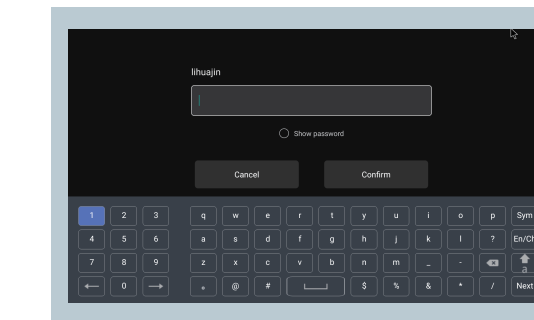 lihuajin
Show password
Cancel Confirm
1 2 3 q w e r t y u i o p Sym
4 5 6 a s d f g h j k l ? En/Ch
7 8 9 z x c v b n m _ -
a
0 . @ # $ % & * / Next